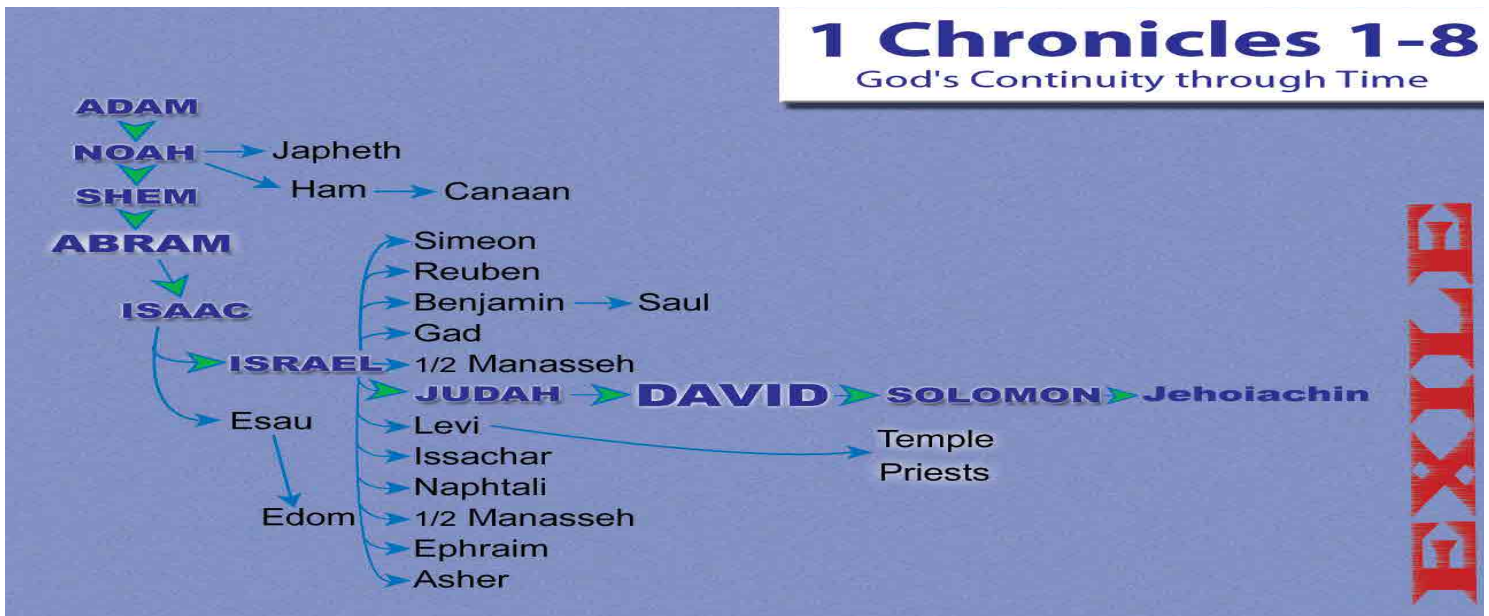 1 Chronicles 1-8
God's Continuity through Time
ADAM
NOAH Japheth
Ham Canaan
SHEM
ABRAM
ISAAC
Simeon
Reuben
Benjamin Saul
Gad
ISRAEL 1/2 Manasseh
JUDAH DAVID SOLOMON Jehoiachin
Esau
Levi
Temple
Priests
Issachar
Naphtali
Edom 1/2 Manasseh
Ephraim
Asher
EXILE